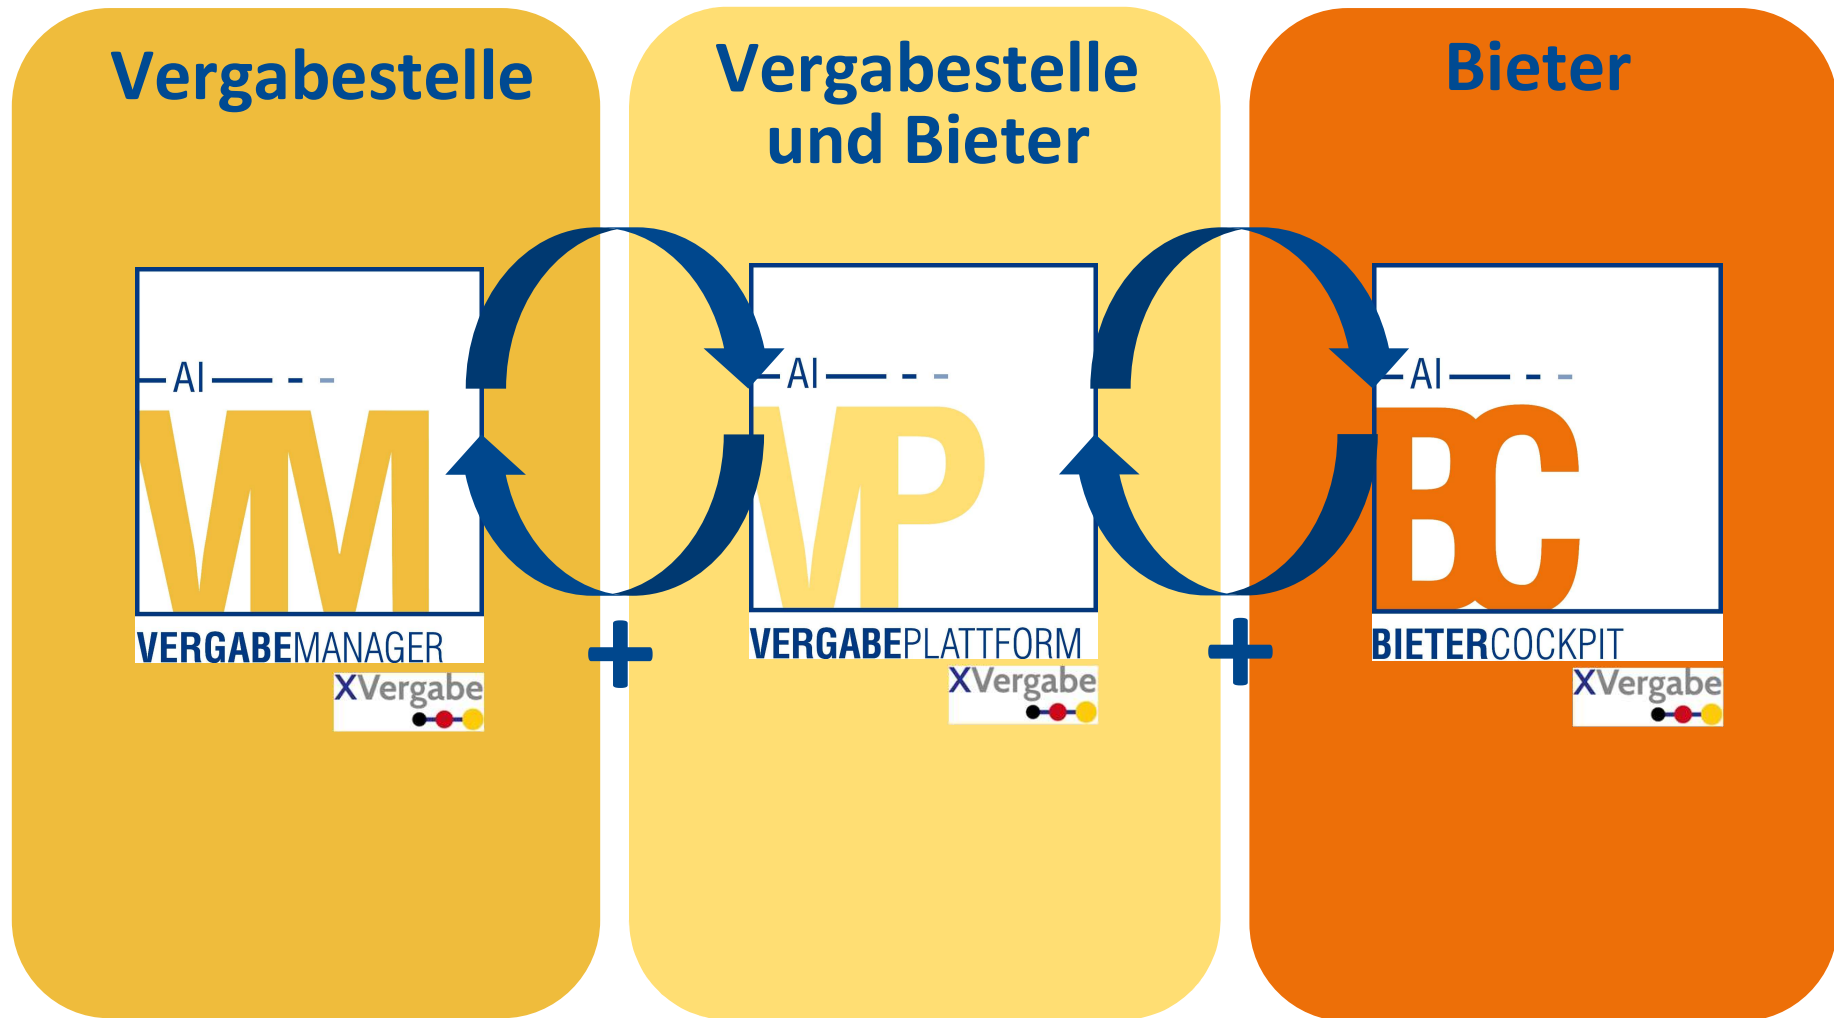 Vergabestelle
AI
VM
VERGABEMANAGER
XVergabe
+
Vergabestelle
und Bieter
AI
VP
VERGABEPLATTFORM
XVergabe
+
Bieter
AI
BC
BIETERCOCKPIT
XVergabe